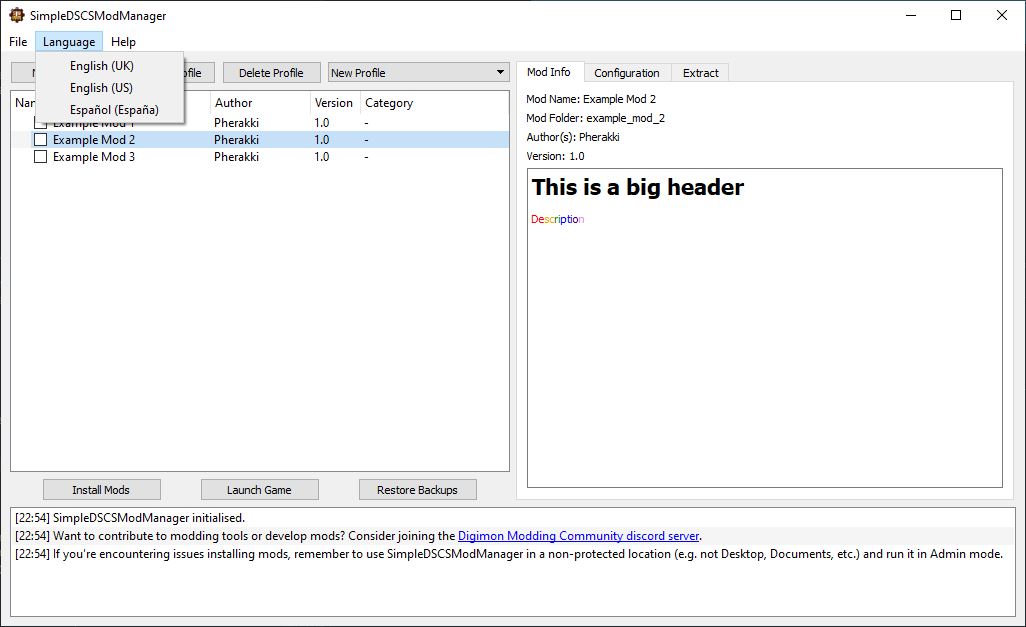 SimpleDSCSModManager
File Language Help
English (UK)
English (US)
Español (España)
Delete Profile
New Profile
Author Version Category
Example Mod 1 Pherakki 1.0 -
Example Mod 2 Pherakki 1.0 -
Example Mod 3 Pherakki 1.0 -
Install Mods Launch Game Restore Backups
Mod Info Configuration Extract
Mod Name: Example Mod 2
Mod Folder: example_mod_2
Author(s): Pherakki
Version: 1.0
This is a big header
Description
[22:54] SimpleDSCSModManager initialised.
[22:54] Want to contribute to modding tools or develop mods? Consider joining the Digimon Modding Community discord server.
[22:54] If you're encountering issues installing mods, remember to use SimpleDSCSModManager in a non-protected location (e.g. not Desktop, Documents, etc.) and run it in Admin mode.